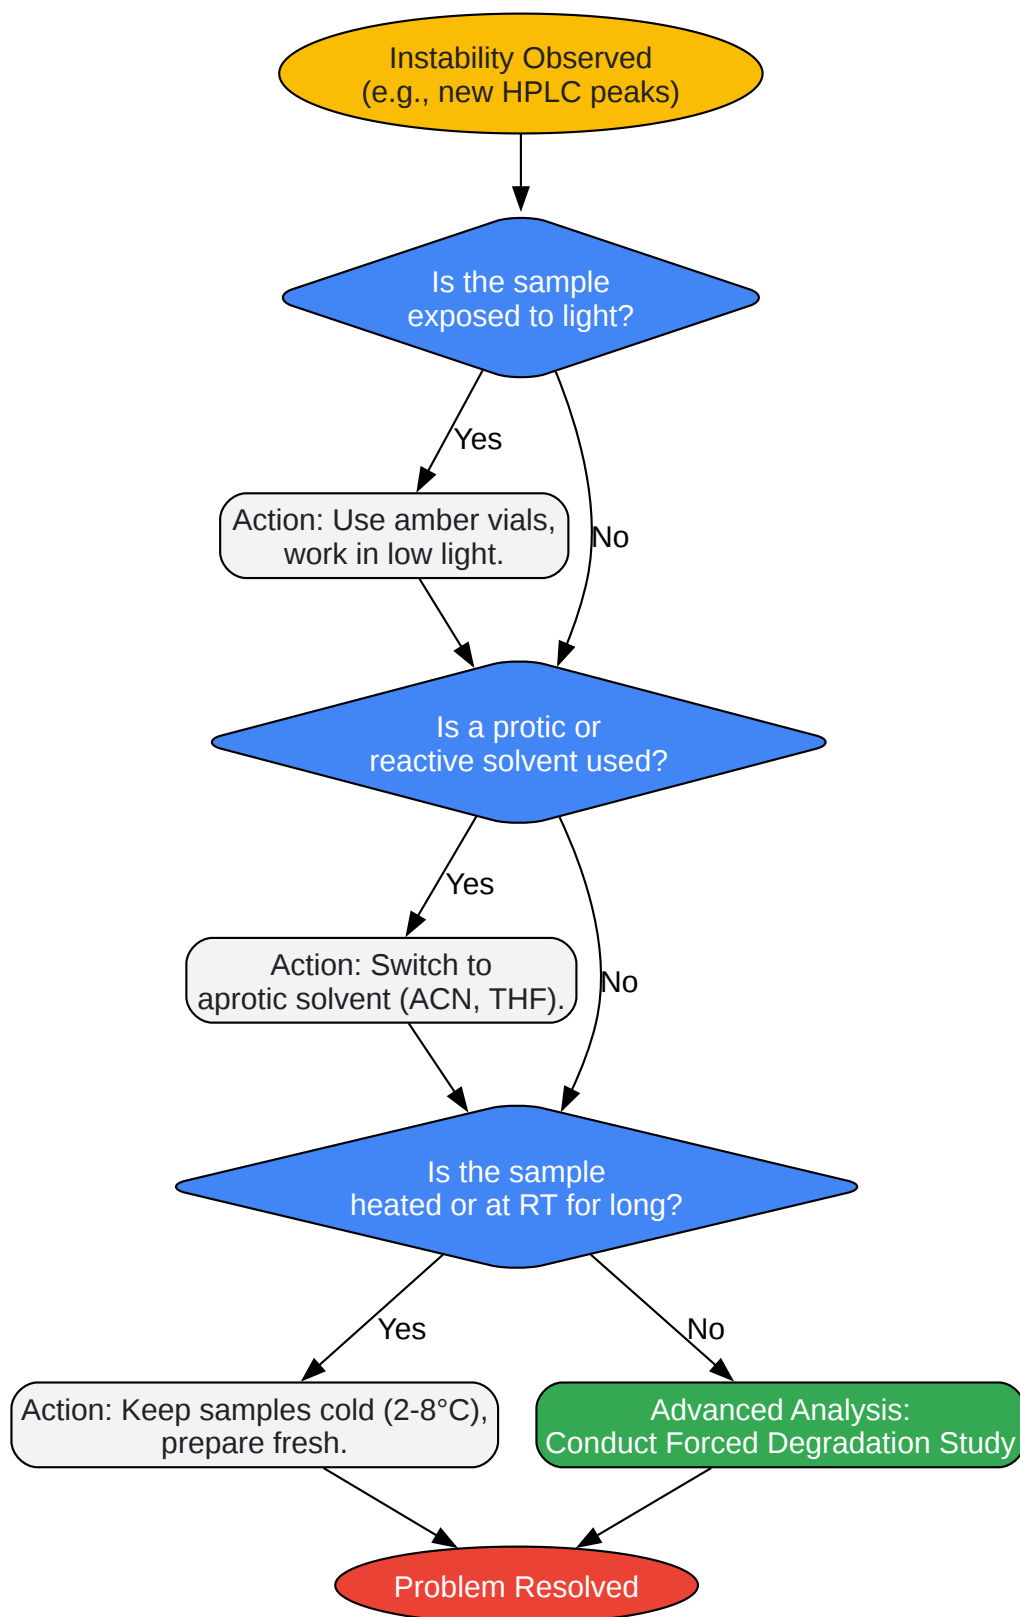 Instability Observed
(e.g., new HPLC peaks)
Is the sample
exposed to light?
Yes
Action: Use amber vials,
work in low light.
No
Is a protic or
reactive solvent used?
Yes
Action: Switch to
aprotic solvent (ACN, THF).
No
Is the sample
heated or at RT for long?
Yes
No
Action: Keep samples cold (2-8°C),
prepare fresh.
Advanced Analysis:
Conduct Forced Degradation Study
Problem Resolved